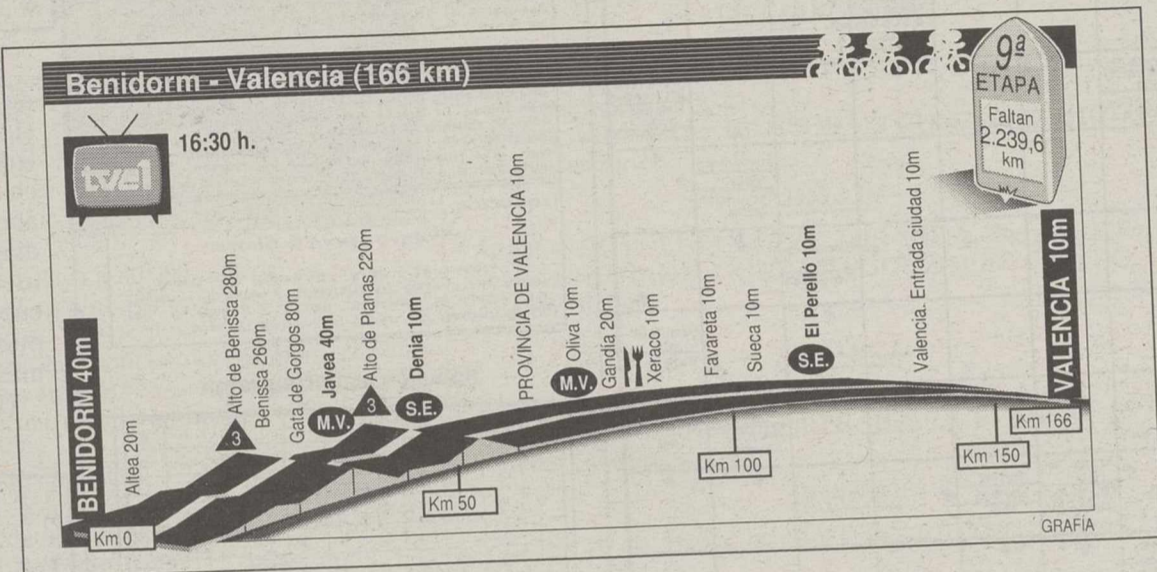 Benidorm - Valencia (166 km)
9ª
ETAPA
Faltan
2.239,6
km
tve1
16:30 h.
BENIDORM 40m
Altea 20m
3
Alto de Benissa 280m
Benissa 260m
Gata de Gorgos 80m
M.V.
Javea 40m
3
Alto de Planas 220m
S.E.
Denia 10m
PROVINCIA DE VALENICIA 10m
M.V.
Oliva 10m
Gandía 20m
Xeraco 10m
Favareta 10m
Sueca 10m
S.E.
El Perelló 10m
Valencia. Entrada ciudad 10m
VALENCIA 10m
Km 0
Km 50
Km 100
Km 150
Km 166
GRAFÍA